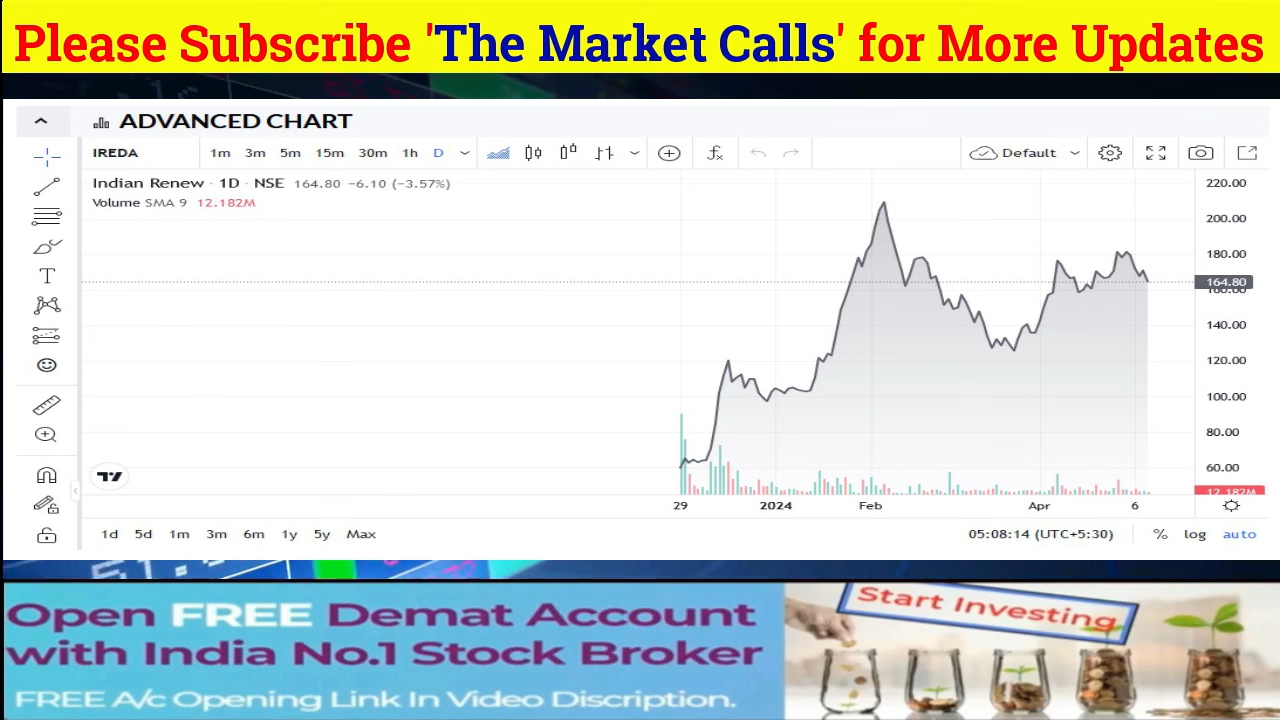 Please Subscribe 'The Market Calls' for More Updates
ADVANCED CHART
IREDA 1m 3m 5m 15m 30m 1h D Default
Indian Renew · 1D · NSE 164.80 −6.10 (−3.57%)
Volume SMA 9 12.182M
220.00
200.00
180.00
164.80
160.00
140.00
120.00
100.00
80.00
60.00
12.182M
29 2024 Feb Apr 6
1d 5d 1m 3m 6m 1y 5y Max 05:08:14 (UTC+5:30) % log auto
Open FREE Demat Account
with India No.1 Stock Broker
FREE A/c Opening Link In Video Discription.
Start Investing